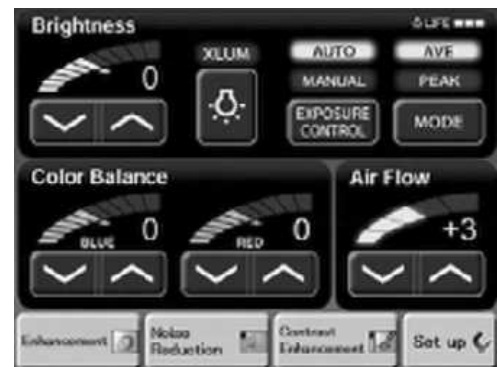 Brightness
LIFE
0
XLUM
AUTO
MANUAL
EXPOSURE
CONTROL
AVE
PEAK
MODE
Color Balance
BLUE
0
RED
0
Air Flow
+3
Enhancement
Noise
Reduction
Contrast
Enhancement
Set up